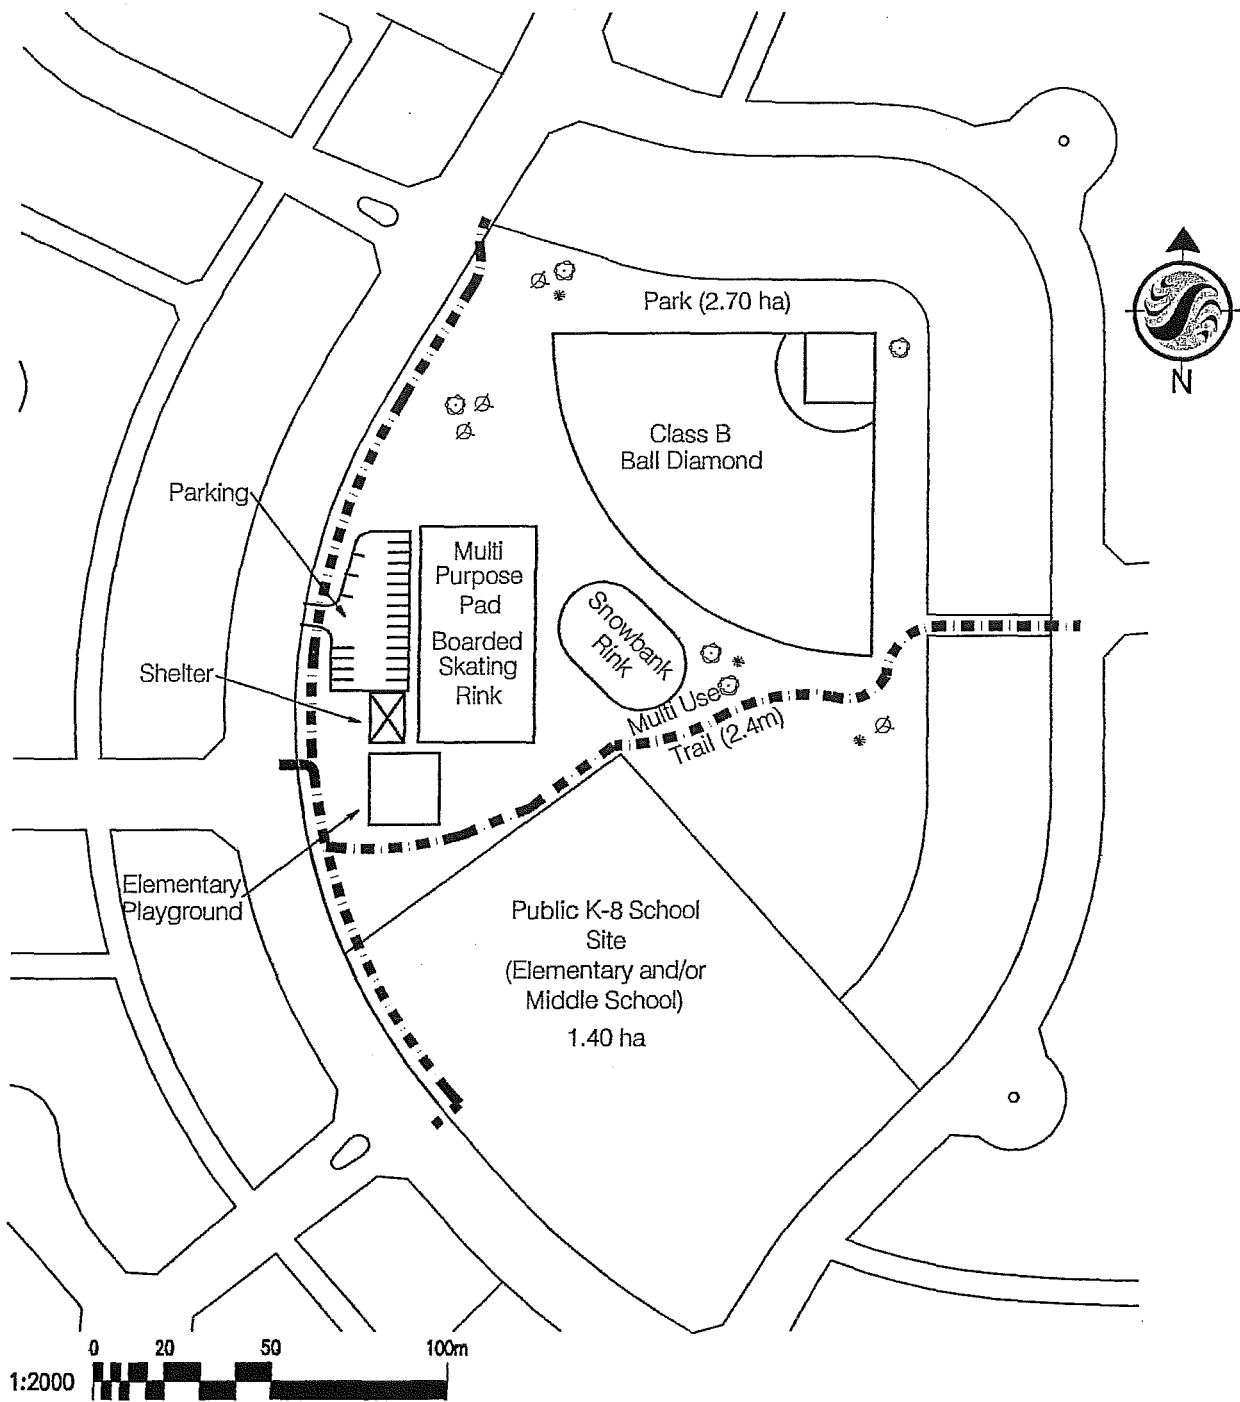 Park (2.70 ha)
N
Class B
Ball Diamond
Parking
Multi
Purpose
Pad
Boarded
Skating
Rink
Snowbank
Rink
Shelter
Multi Use
Trail (2.4m)
Elementary
Playground
Public K-8 School
Site
(Elementary and/or
Middle School)
1.40 ha
0 20 50 100m
1:2000